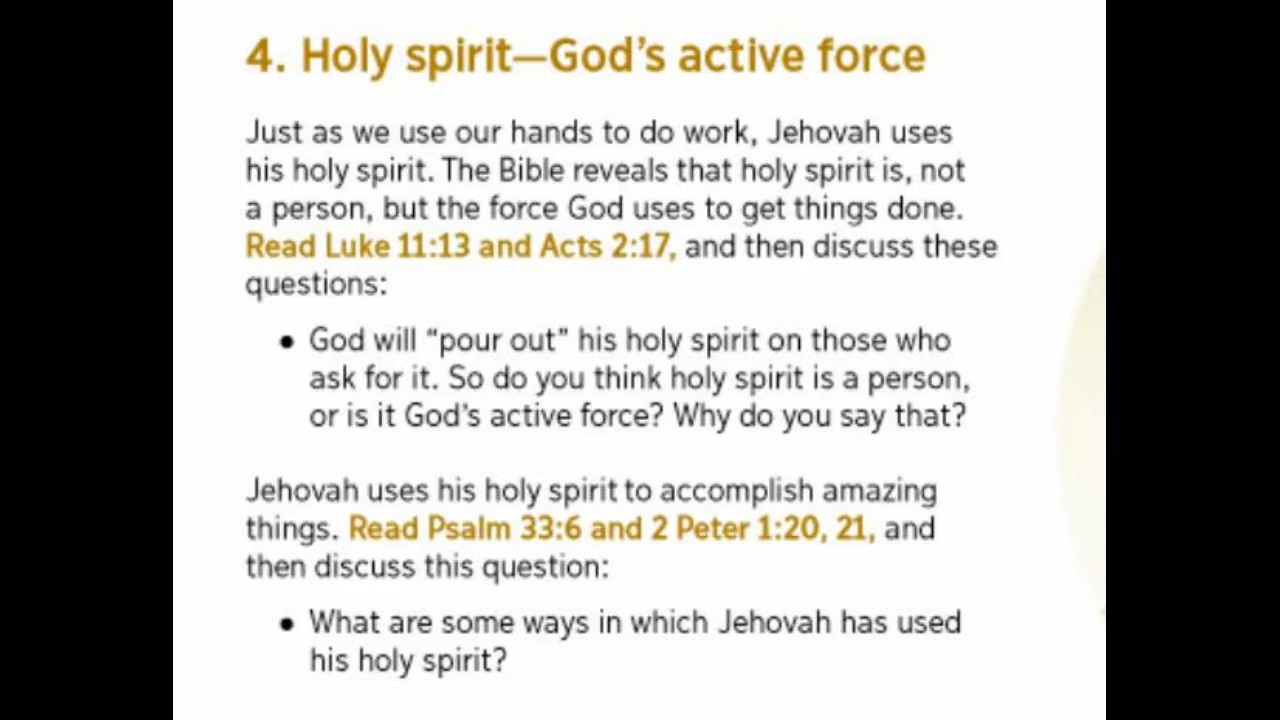 4. Holy spirit—God’s active force
Just as we use our hands to do work, Jehovah uses
his holy spirit. The Bible reveals that holy spirit is, not
a person, but the force God uses to get things done.
Read Luke 11:13 and Acts 2:17, and then discuss these
questions:
• God will “pour out” his holy spirit on those who
ask for it. So do you think holy spirit is a person,
or is it God’s active force? Why do you say that?
Jehovah uses his holy spirit to accomplish amazing
things. Read Psalm 33:6 and 2 Peter 1:20, 21, and
then discuss this question:
• What are some ways in which Jehovah has used
his holy spirit?